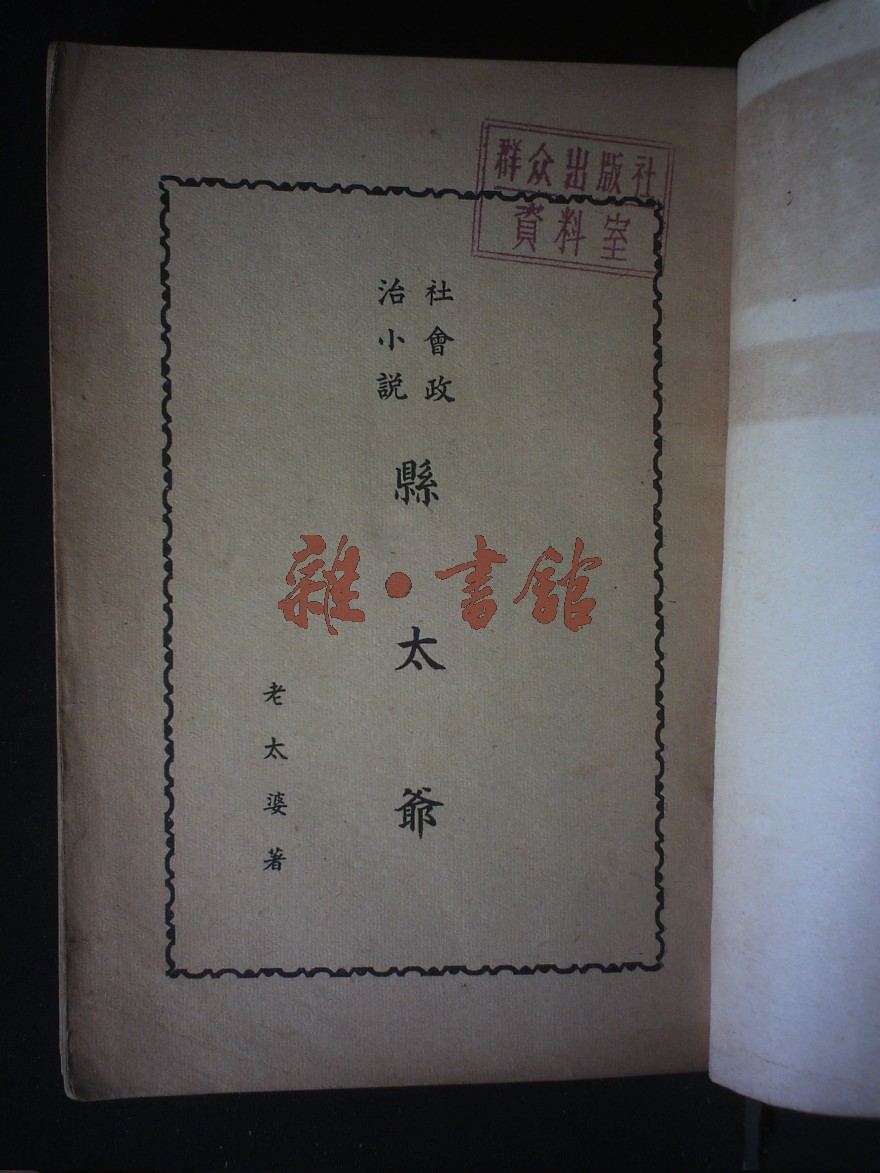 群众出版社
資料室
社會政
治小説
縣太爺
老太婆著
雜·書館